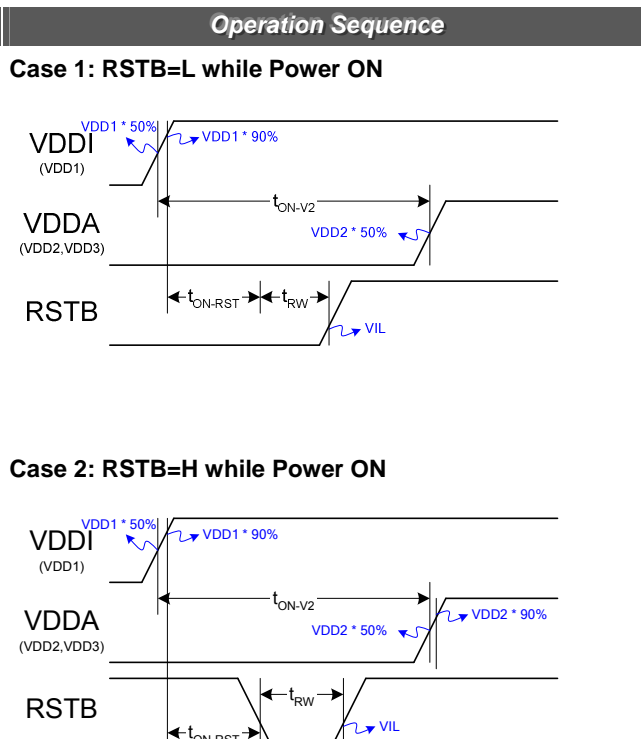 Operation Sequence
Case 1: RSTB=L while Power ON
VDD1 * 50%
VDD1 * 90%
VDDI
(VDD1)
tON-V2
VDDA
(VDD2,VDD3)
VDD2 * 50%
tON-RST
tRW
RSTB
VIL
Case 2: RSTB=H while Power ON
VDD1 * 50%
VDD1 * 90%
VDDI
(VDD1)
tON-V2
VDD2 * 90%
VDDA
(VDD2,VDD3)
VDD2 * 50%
tRW
RSTB
VIL
tON-RST